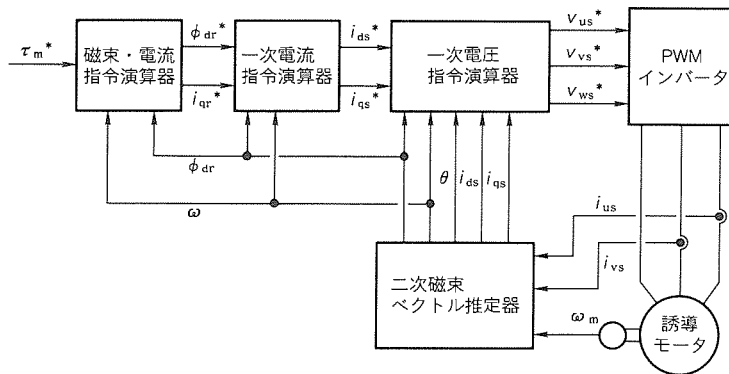 τm*
磁束・電流
指令演算器
ϕdr*
iqr*
一次電流
指令演算器
ids*
iqs*
一次電圧
指令演算器
vus*
vvs*
vws*
PWM
インバータ
ϕdr
ω
θ
ids
iqs
ius
ivs
二次磁束
ベクトル推定器
ωm
誘導
モータ